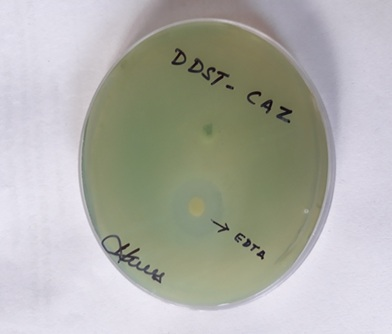 DDST- CAZ
→ EDTA